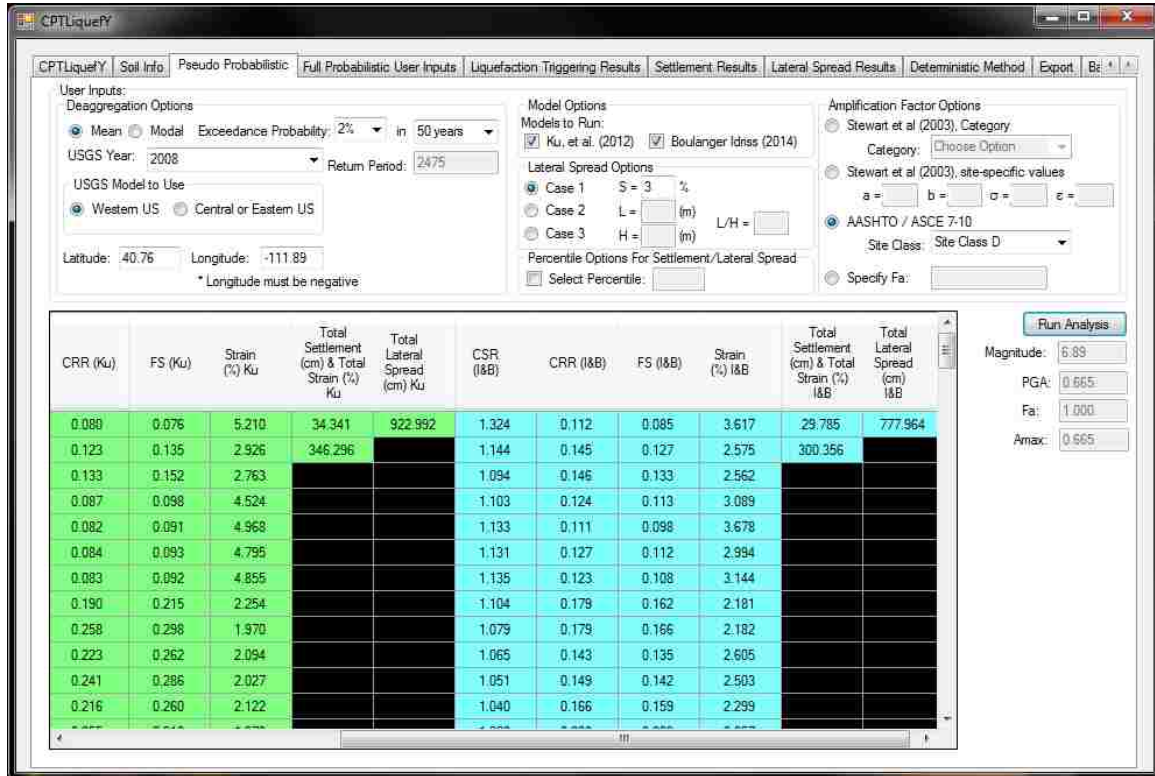 CPTLiquefY
CPTLiquefY Soil Info Pseudo Probabilistic Full Probabilistic User Inputs Liquefaction Triggering Results Settlement Results Lateral Spread Results Deterministic Method Export
User Inputs:
Deaggregation Options
Mean Modal Exceedance Probability: 2% in 50 years
USGS Year: 2008 Return Period: 2475
USGS Model to Use
Western US Central or Eastern US
Latitude: 40.76 Longitude: -111.89
* Longitude must be negative
Model Options
Models to Run:
Ku, et al. (2012) Boulanger Idriss (2014)
Lateral Spread Options
Case 1 S = 3 %
Case 2 L = (m)
L/H =
Case 3 H = (m)
Percentile Options For Settlement/Lateral Spread
Select Percentile:
Amplification Factor Options
Stewart et al (2003), Category
Category: Choose Option
Stewart et al (2003), site-specific values
a = b = σ = ε =
AASHTO / ASCE 7-10
Site Class: Site Class D
Specify Fa:
Run Analysis
Magnitude: 6.89
PGA: 0.665
Fa: 1.000
Amax: 0.665
CRR (Ku) FS (Ku) Strain (%) Ku Total Settlement (cm) & Total Strain (%) Ku Total Lateral Spread (cm) Ku CSR (I&B) CRR (I&B) FS (I&B) Strain (%) I&B Total Settlement (cm) & Total Strain (%) I&B Total Lateral Spread (cm) I&B
0.080 0.076 5.210 34.341 922.992 1.324 0.112 0.085 3.617 29.785 777.964
0.123 0.135 2.926 346.296 1.144 0.145 0.127 2.575 300.356
0.133 0.152 2.763 1.094 0.146 0.133 2.562
0.087 0.098 4.524 1.103 0.124 0.113 3.089
0.082 0.091 4.968 1.133 0.111 0.098 3.678
0.084 0.093 4.795 1.131 0.127 0.112 2.994
0.083 0.092 4.855 1.135 0.123 0.108 3.144
0.190 0.215 2.254 1.104 0.179 0.162 2.181
0.258 0.298 1.970 1.079 0.179 0.166 2.182
0.223 0.262 2.094 1.065 0.143 0.135 2.605
0.241 0.286 2.027 1.051 0.149 0.142 2.503
0.216 0.260 2.122 1.040 0.166 0.159 2.299